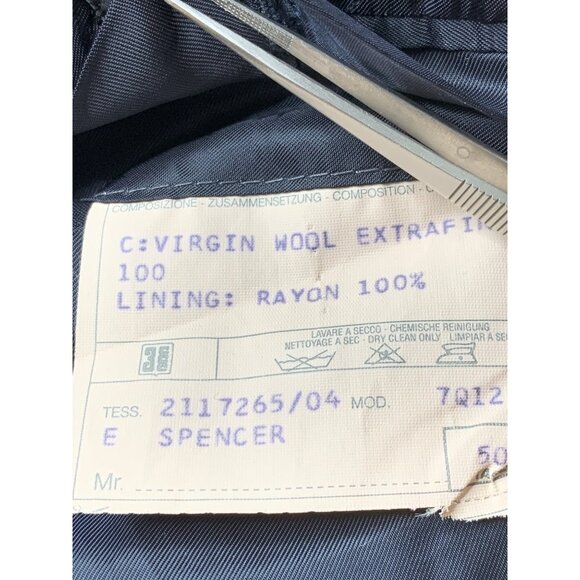 COMPOSIZIONE - ZUSAMMENSETZUNG - COMPOSITION -
C:VIRGIN WOOL
100
LINING: RAYON 100%
LAVARE A SECCO - CHEMISCHE REINIGUNG
NETTOYAGE A SEC - DRY CLEAN ONLY LIMPIAR A
TESS. 2117265/04 MOD. 7Q12
E SPENCER
50
Mr.